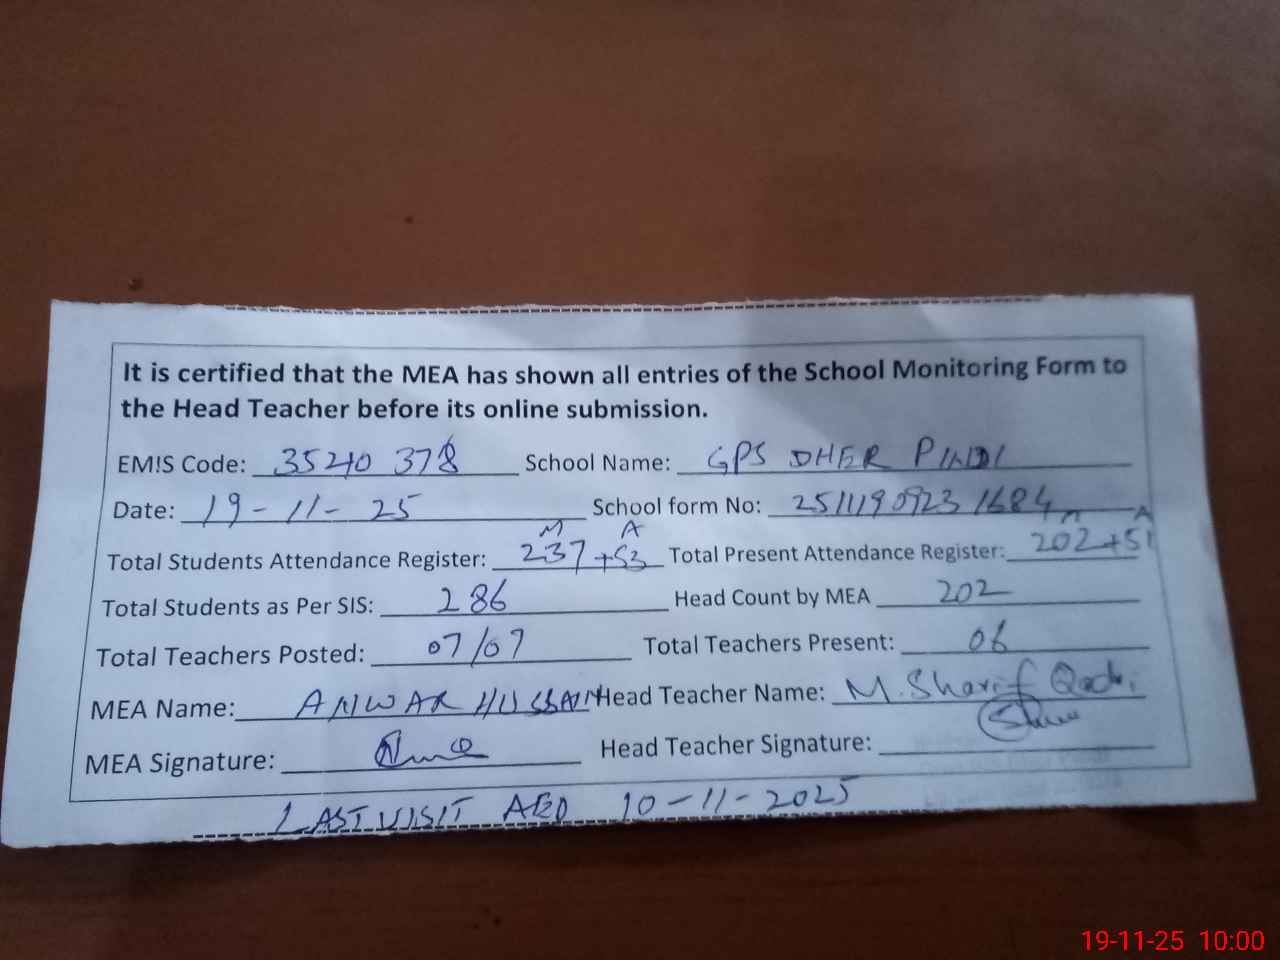 It is certified that the MEA has shown all entries of the School Monitoring Form to
the Head Teacher before its online submission.
EMIS Code: 35240 378 School Name: GPS DHER PINDI
Date: 19-11-25 School form No: 2511190923 1684
M A A A
Total Students Attendance Register: 237+53 Total Present Attendance Register: 202+51
Total Students as Per SIS: 286 Head Count by MEA 202
Total Teachers Posted: 07/07 Total Teachers Present: 06
MEA Name: ANWAR HUSSAIN Head Teacher Name: M. Sharif Qadri
MEA Signature: Head Teacher Signature:
LAST VISIT AEO 10-11-2025
19-11-25 10:00